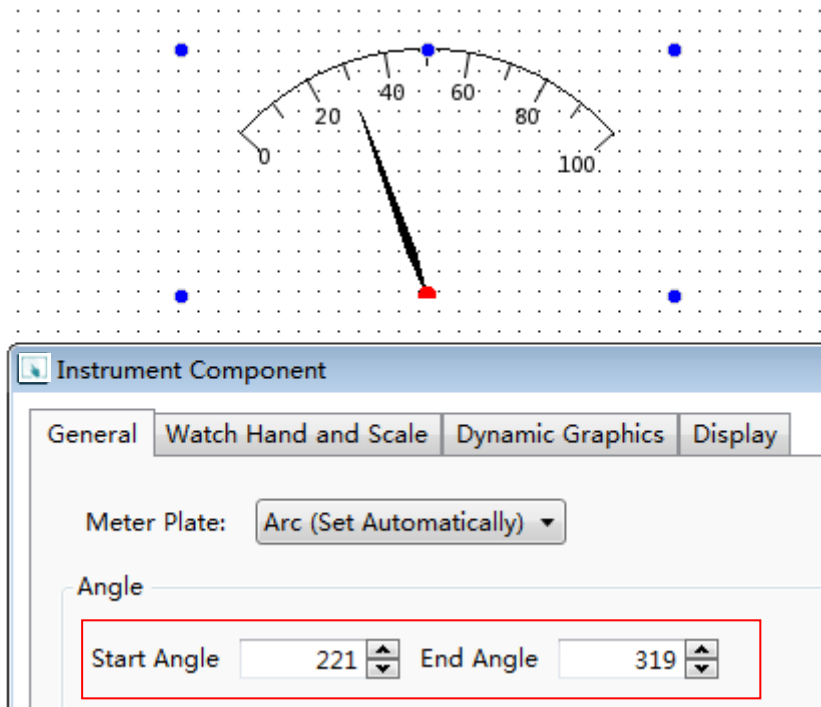 40 60
20 80
0 100
Instrument Component
General Watch Hand and Scale Dynamic Graphics Display
Meter Plate: Arc (Set Automatically)
Angle
Start Angle 221 End Angle 319